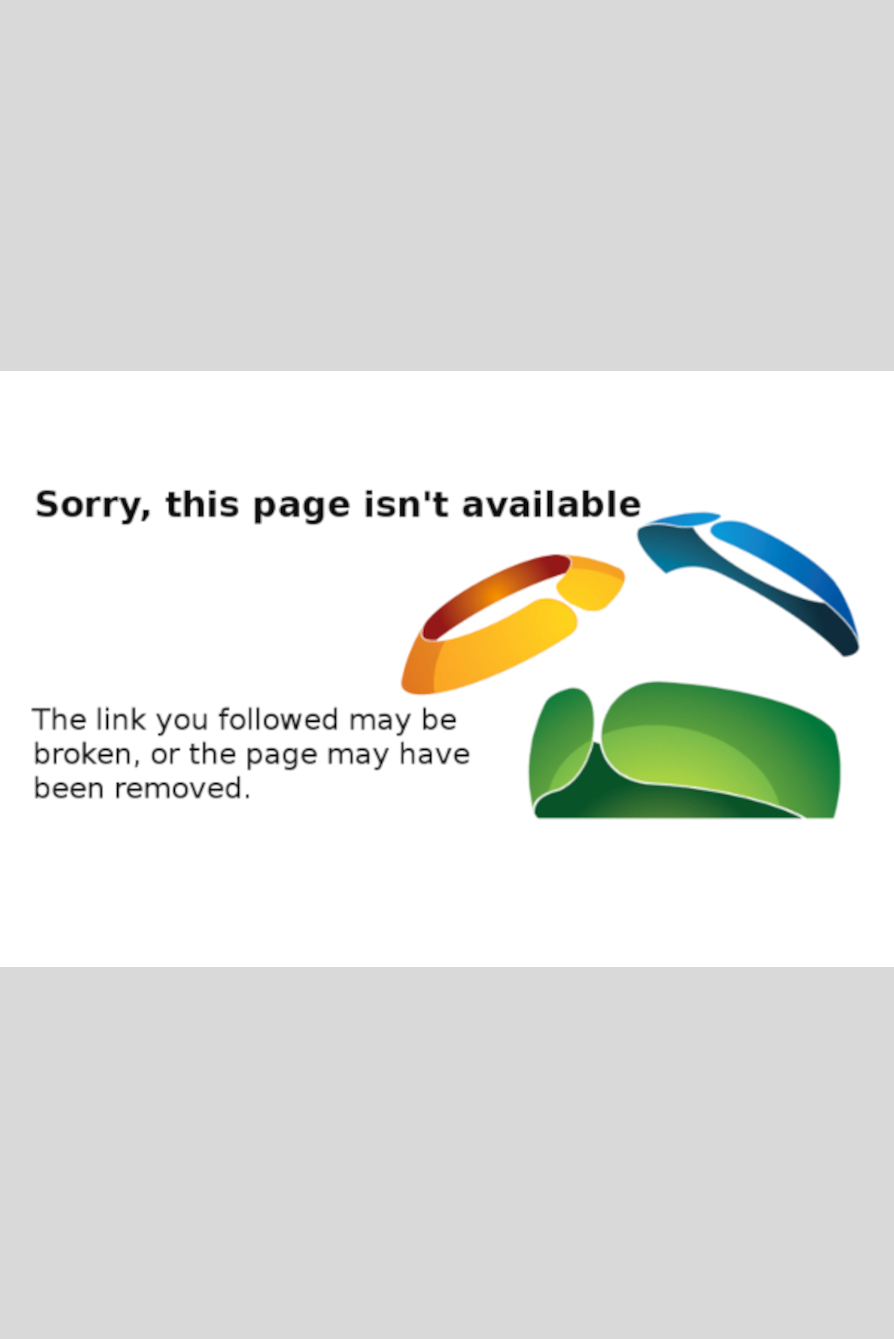 Sorry, this page isn't available
The link you followed may be
broken, or the page may have
been removed.